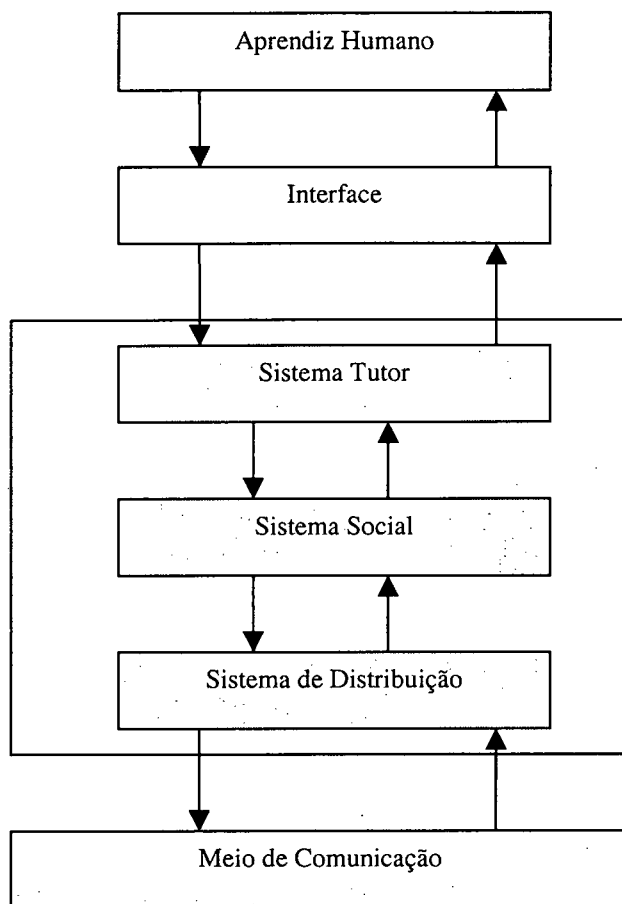 Aprendiz Humano
Interface
Sistema Tutor
Sistema Social
Sistema de Distribuição
Meio de Comunicação